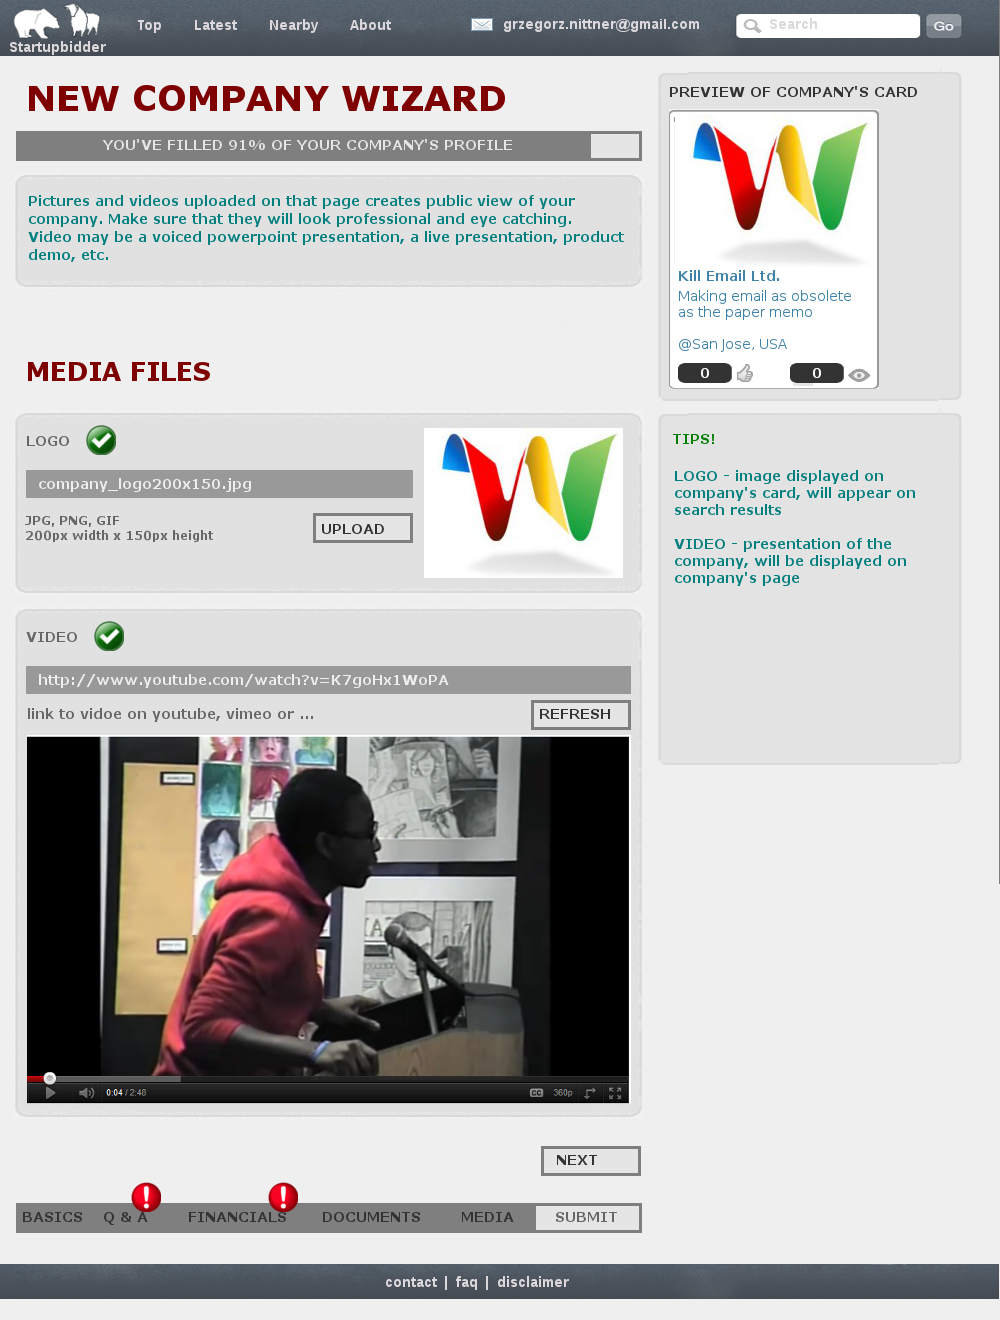 Top Latest Nearby About grzegorz.nittner@gmail.com Search Go
Startupbidder
NEW COMPANY WIZARD
YOU'VE FILLED 91% OF YOUR COMPANY'S PROFILE
Pictures and videos uploaded on that page creates public view of your
company. Make sure that they will look professional and eye catching.
Video may be a voiced powerpoint presentation, a live presentation, product
demo, etc.
PREVIEW OF COMPANY'S CARD
Kill Email Ltd.
Making email as obsolete
as the paper memo
@San Jose, USA
0 0
MEDIA FILES
LOGO
company_logo200x150.jpg
JPG, PNG, GIF
200px width x 150px height
UPLOAD
TIPS!
LOGO - image displayed on
company's card, will appear on
search results
VIDEO - presentation of the
company, will be displayed on
company's page
VIDEO
http://www.youtube.com/watch?v=K7goHx1WoPA
link to vidoe on youtube, vimeo or ...
REFRESH
0:04 / 2:48 CC 360p
NEXT
BASICS Q & A FINANCIALS DOCUMENTS MEDIA SUBMIT
contact | faq | disclaimer